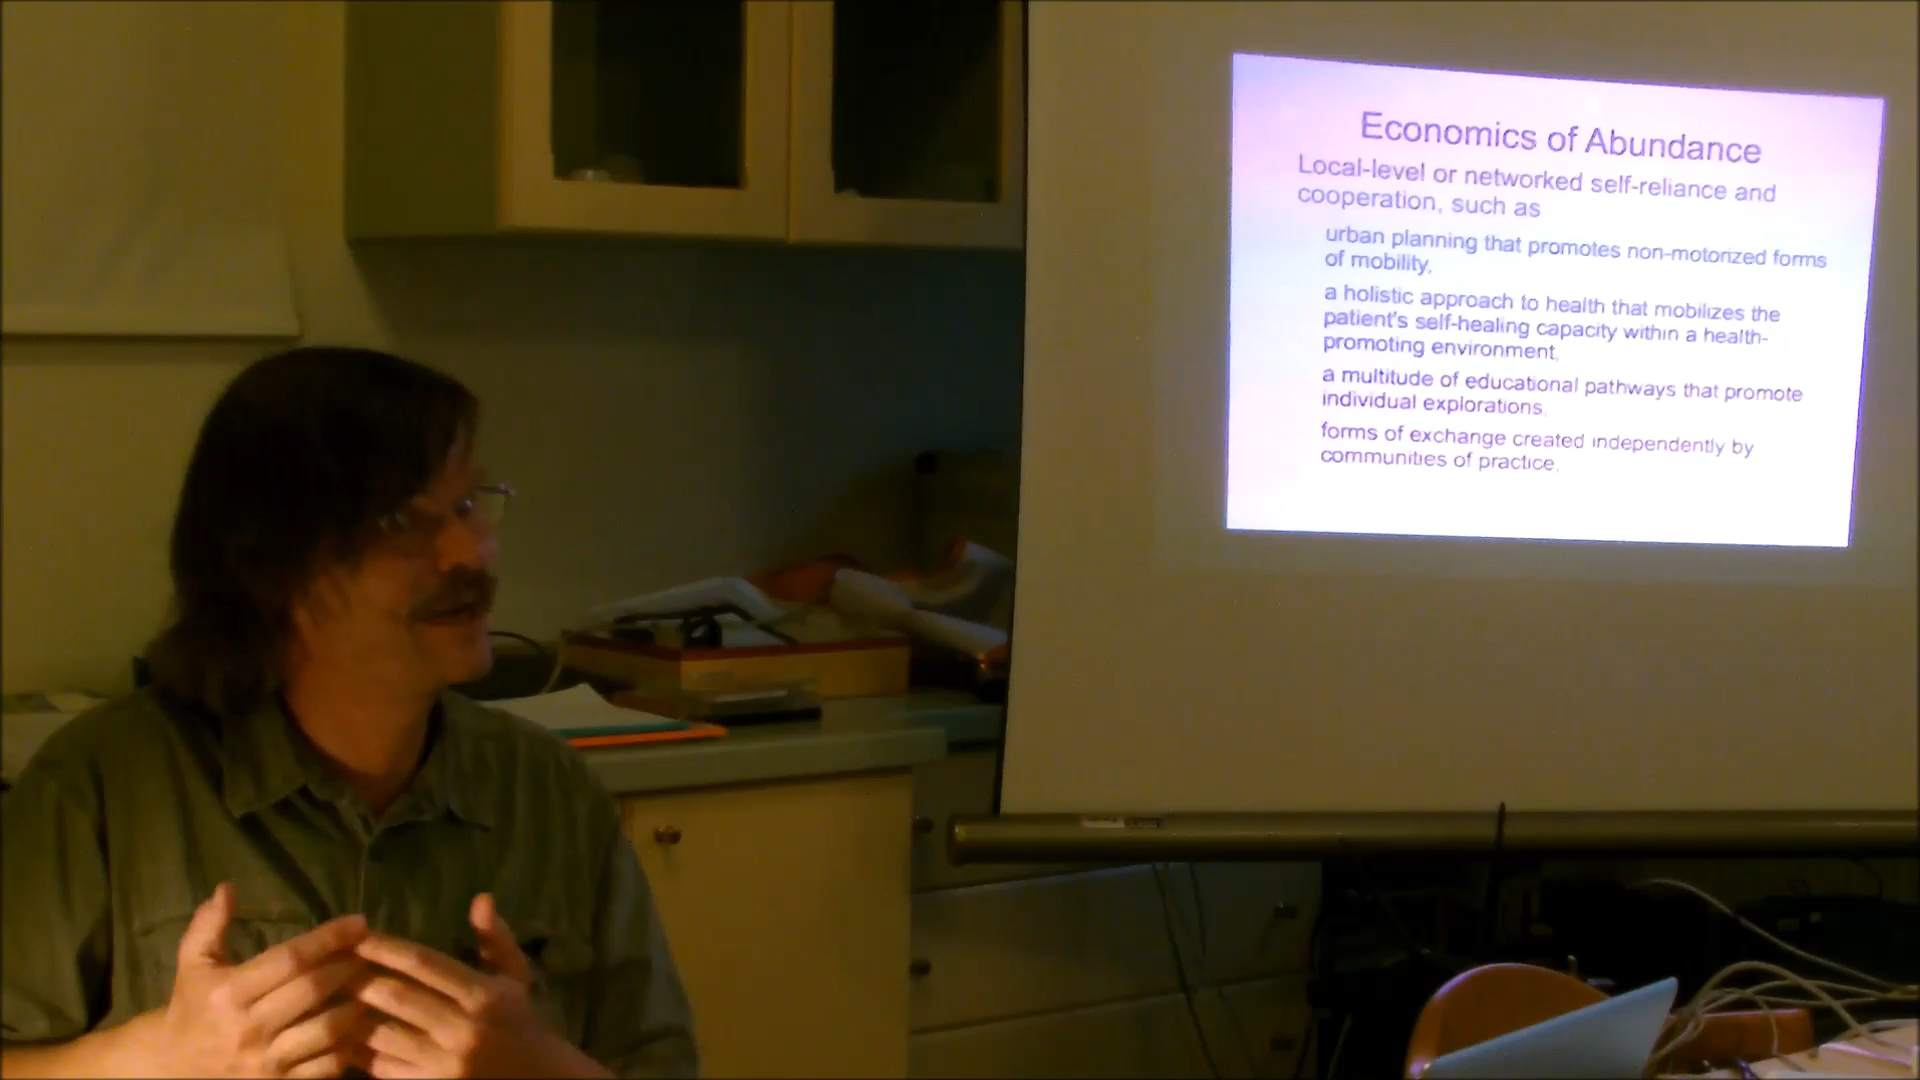 Economics of Abundance
Local-level or networked self-reliance and
cooperation, such as
urban planning that promotes non-motorized forms
of mobility,
a holistic approach to health that mobilizes the
patient's self-healing capacity within a health-
promoting environment,
a multitude of educational pathways that promote
individual explorations,
forms of exchange created independently by
communities of practice.